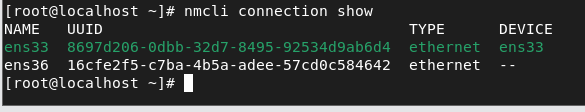 [root@localhost ~]# nmcli connection show
NAME   UUID                                  TYPE      DEVICE
ens33  8697d206-0dbb-32d7-8495-92534d9ab6d4  ethernet  ens33
ens36  16cfe2f5-c7ba-4b5a-adee-57cd0c584642  ethernet  --
[root@localhost ~]#